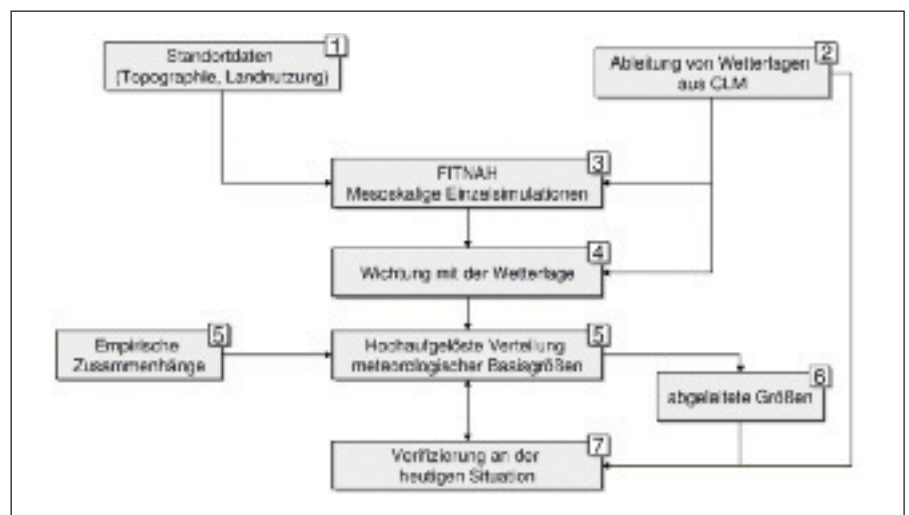 1
Standortdaten
(Topographie, Landnutzung)
2
Ableitung von Wetterlagen
aus CLM
3
FITNAH
Mesoskalige Einzelsimulationen
4
Wichtung mit der Wetterlage
5
Empirische
Zusammenhänge
5
Hochaufgelöste Verteilung
meteorologischer Basisgrößen
6
abgeleitete Größen
7
Verifizierung an der
heutigen Situation